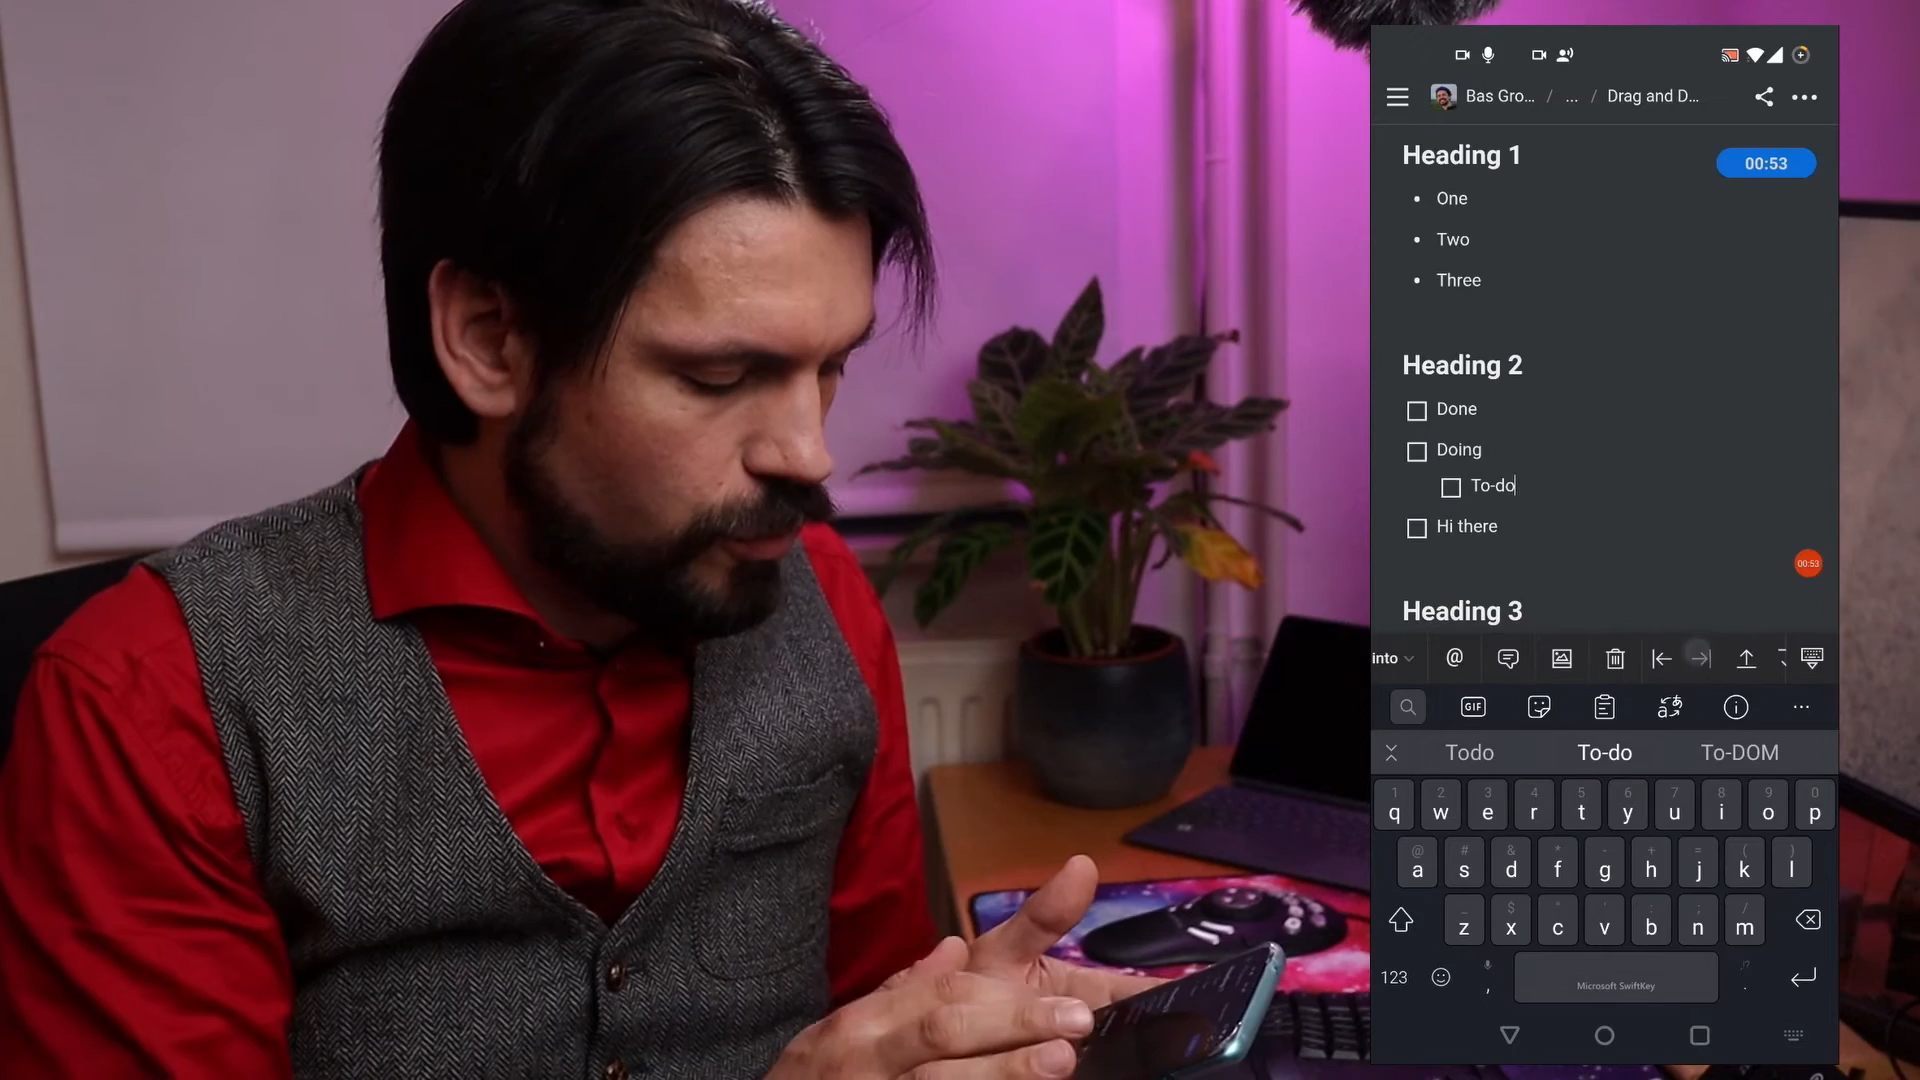 Bas Gro... / ... / Drag and D...
Heading 1
00:53
One
Two
Three
Heading 2
Done
Doing
To-do
Hi there
00:53
Heading 3
into @
GIF
Todo To-do To-DOM
1 2 3 4 5 6 7 8 9 0
q w e r t y u i o p
@ # & * - + = ( )
a s d f g h j k l
_ $ " ' : ; /
z x c v b n m
123 , Microsoft SwiftKey .